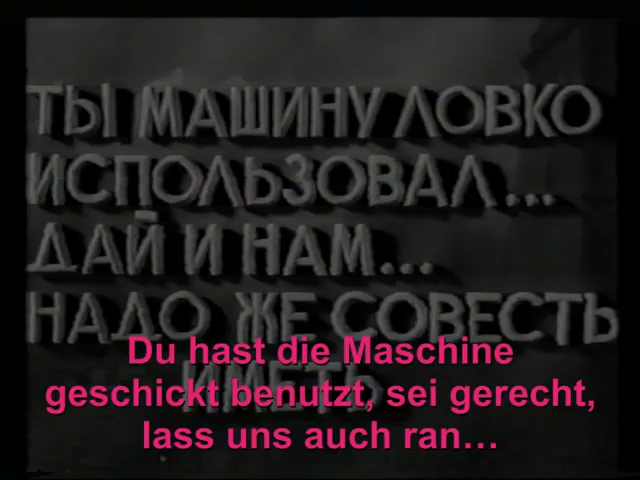 ТЫ МАШИНУ ЛОВКО
ИСПОЛЬЗОВАЛ...
ДАЙ И НАМ...
НАДО ЖЕ СОВЕСТЬ
ИМЕТЬ
Du hast die Maschine
geschickt benutzt, sei gerecht,
lass uns auch ran…